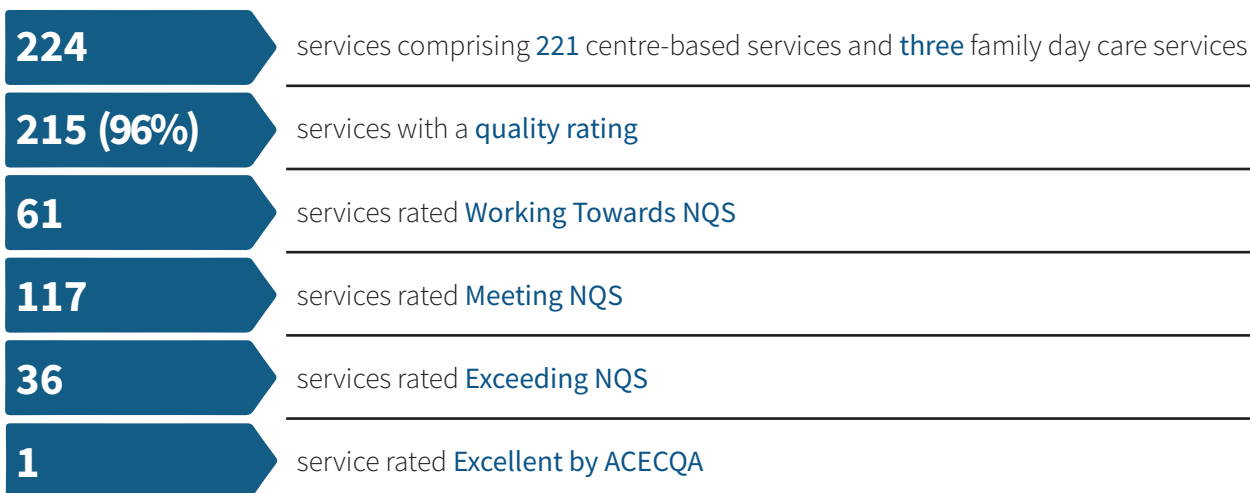 224 services comprising 221 centre-based services and three family day care services
215 (96%) services with a quality rating
61 services rated Working Towards NQS
117 services rated Meeting NQS
36 services rated Exceeding NQS
1 service rated Excellent by ACECQA